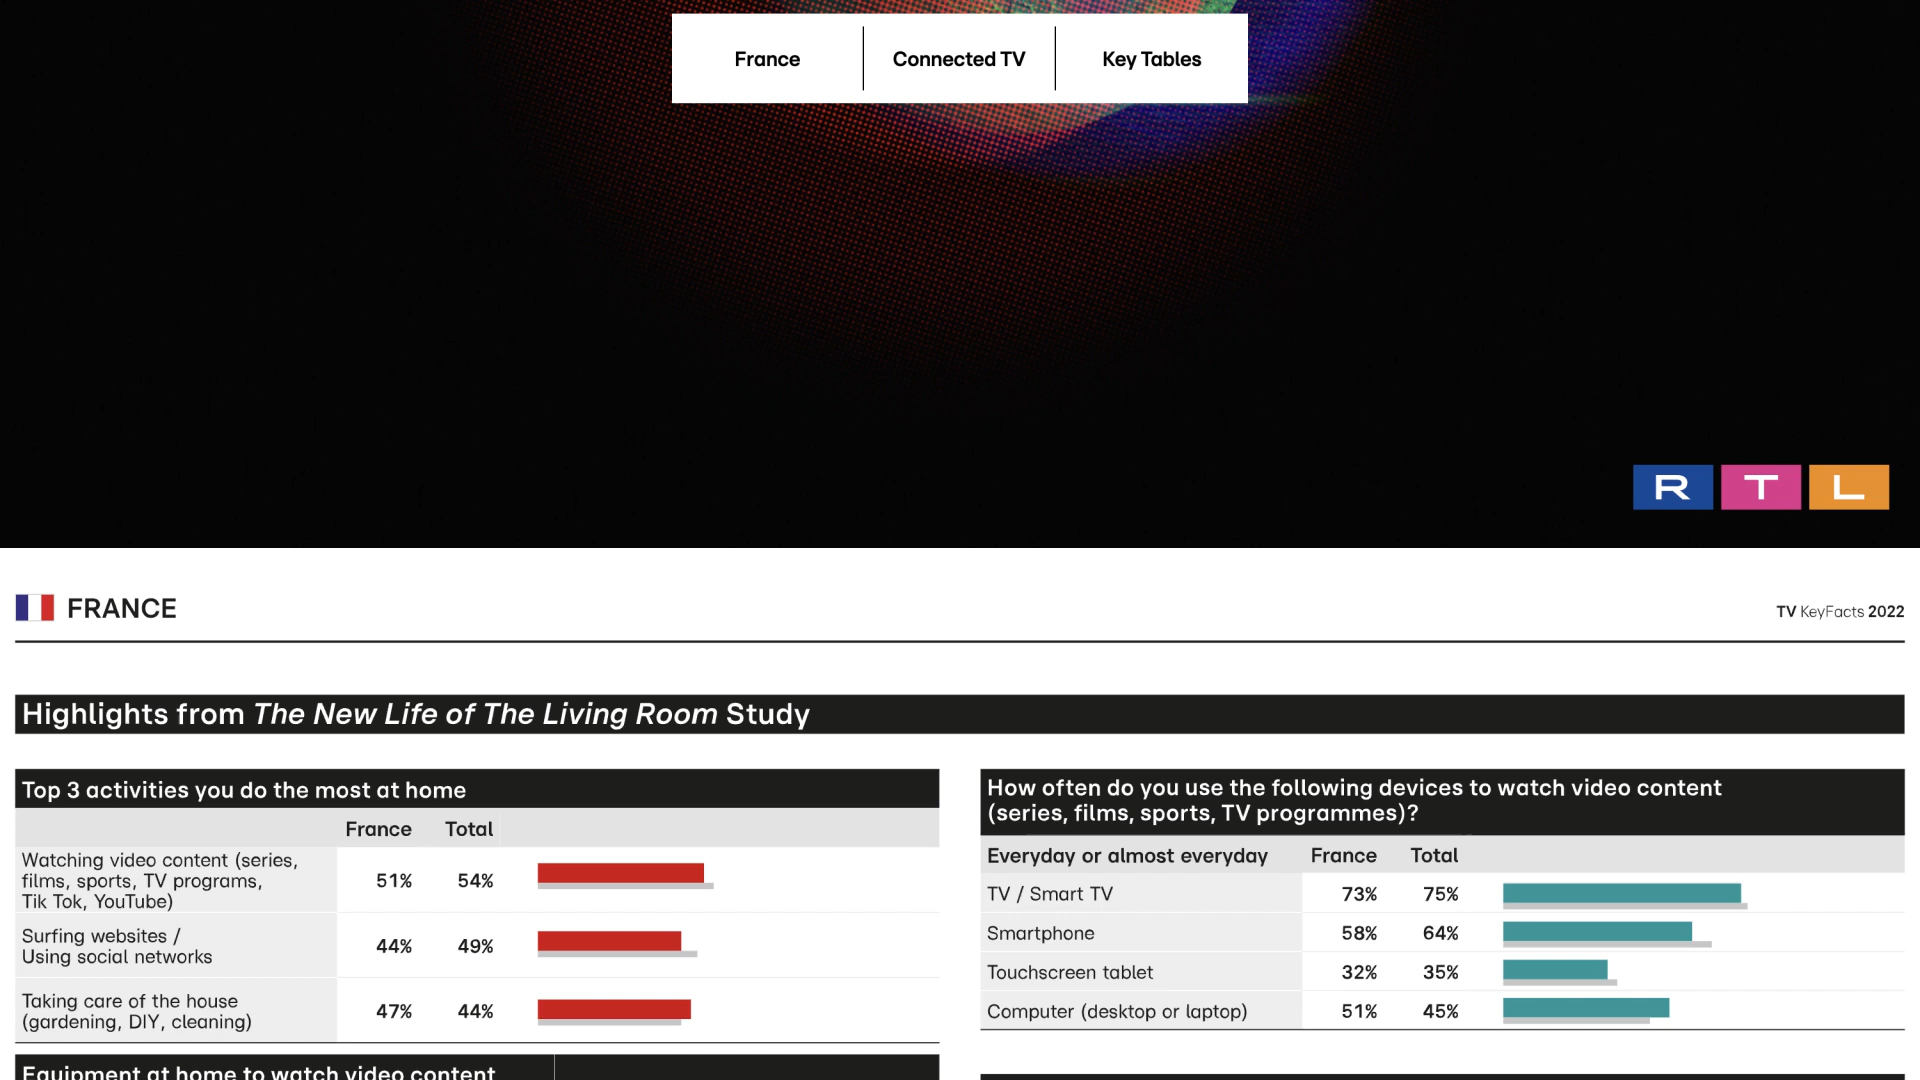 France
Connected TV
Key Tables
R T L
FRANCE
TV KeyFacts 2022
Highlights from The New Life of The Living Room Study
Top 3 activities you do the most at home
France Total
Watching video content (series,
films, sports, TV programs,
Tik Tok, YouTube)
51% 54%
Surfing websites /
Using social networks
44% 49%
Taking care of the house
(gardening, DIY, cleaning)
47% 44%
Equipment at home to watch video content
How often do you use the following devices to watch video content
(series, films, sports, TV programmes)?
Everyday or almost everyday France Total
TV / Smart TV 73% 75%
Smartphone 58% 64%
Touchscreen tablet 32% 35%
Computer (desktop or laptop) 51% 45%